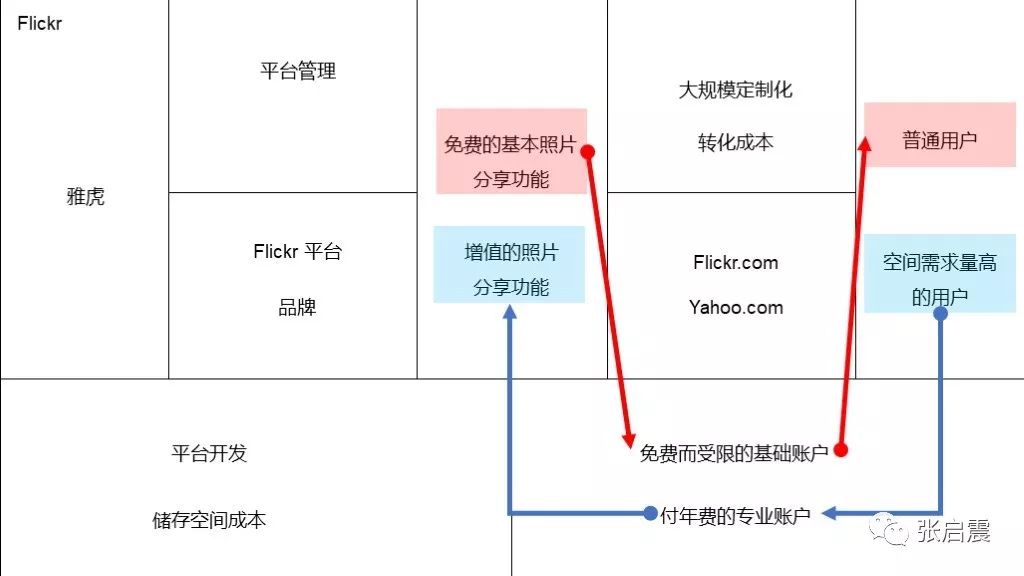 Flickr
雅虎
平台管理
Flickr 平台
品牌
免费的基本照片
分享功能
增值的照片
分享功能
大规模定制化
转化成本
Flickr.com
Yahoo.com
普通用户
空间需求量高
的用户
平台开发
储存空间成本
免费而受限的基础账户
付年费的专业账户
张启震